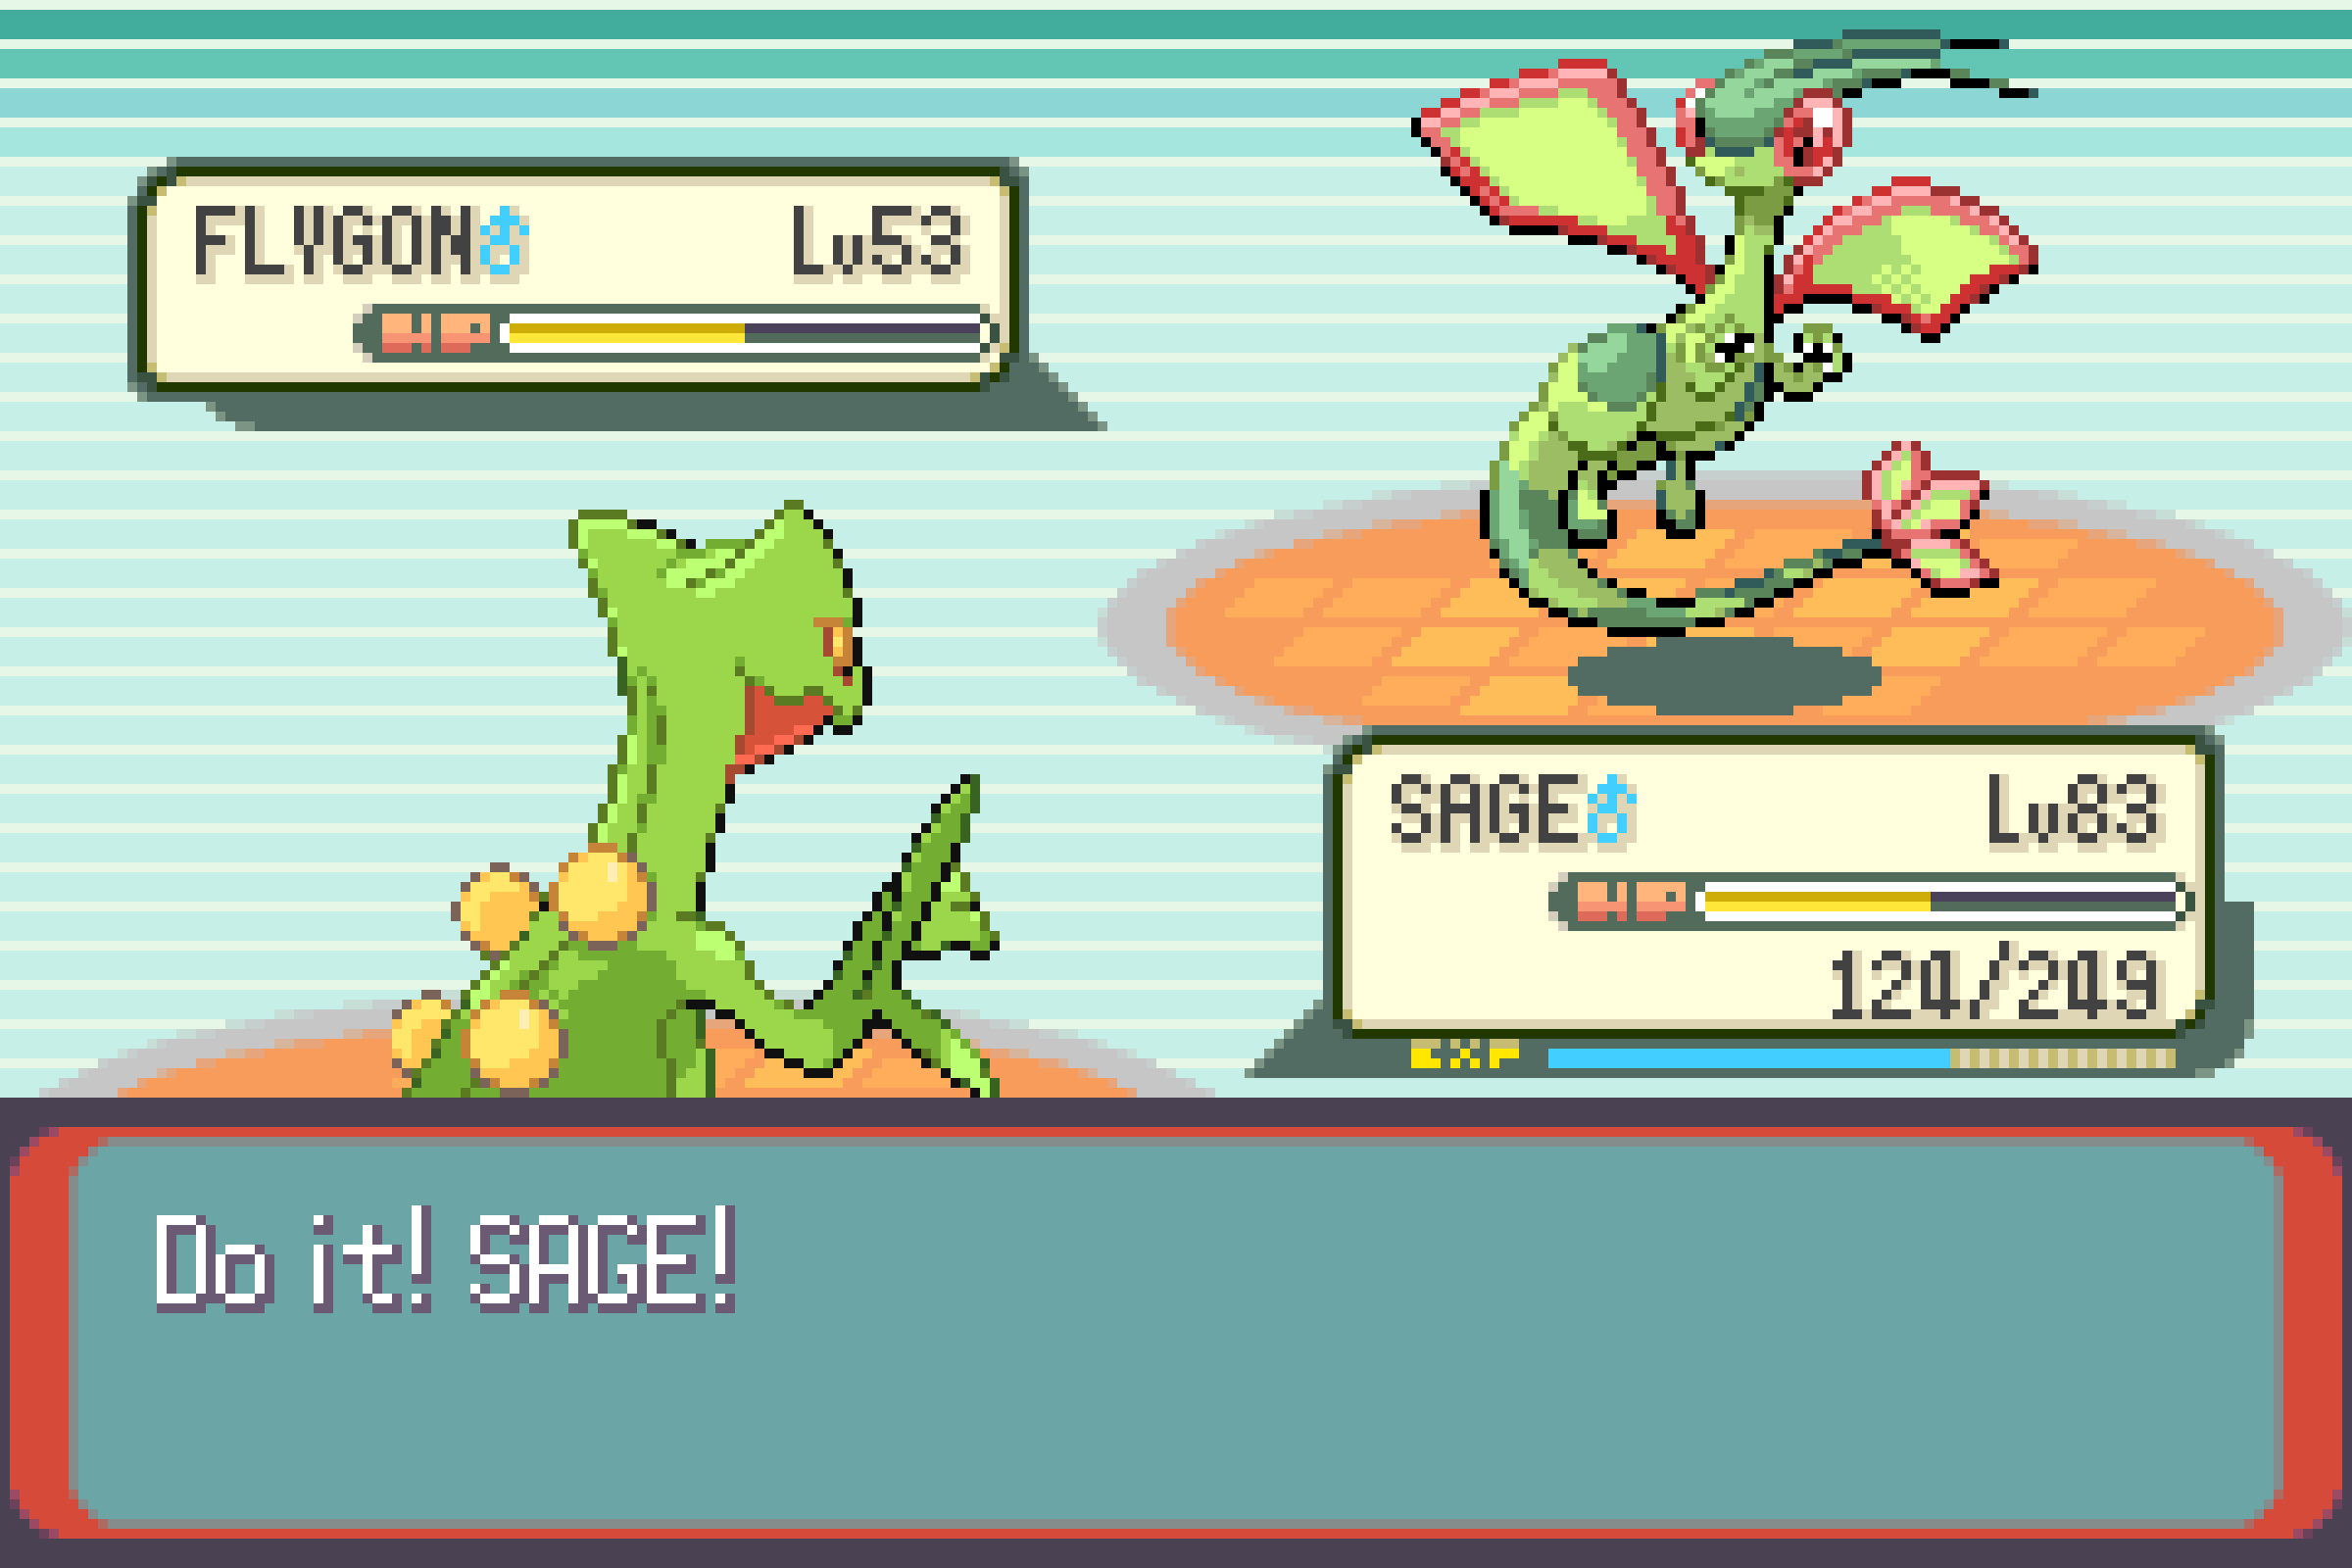 FLYGON♂ Lv53
HP
SAGE♂ Lv83
HP
124/249
EXP
Do it! SAGE!